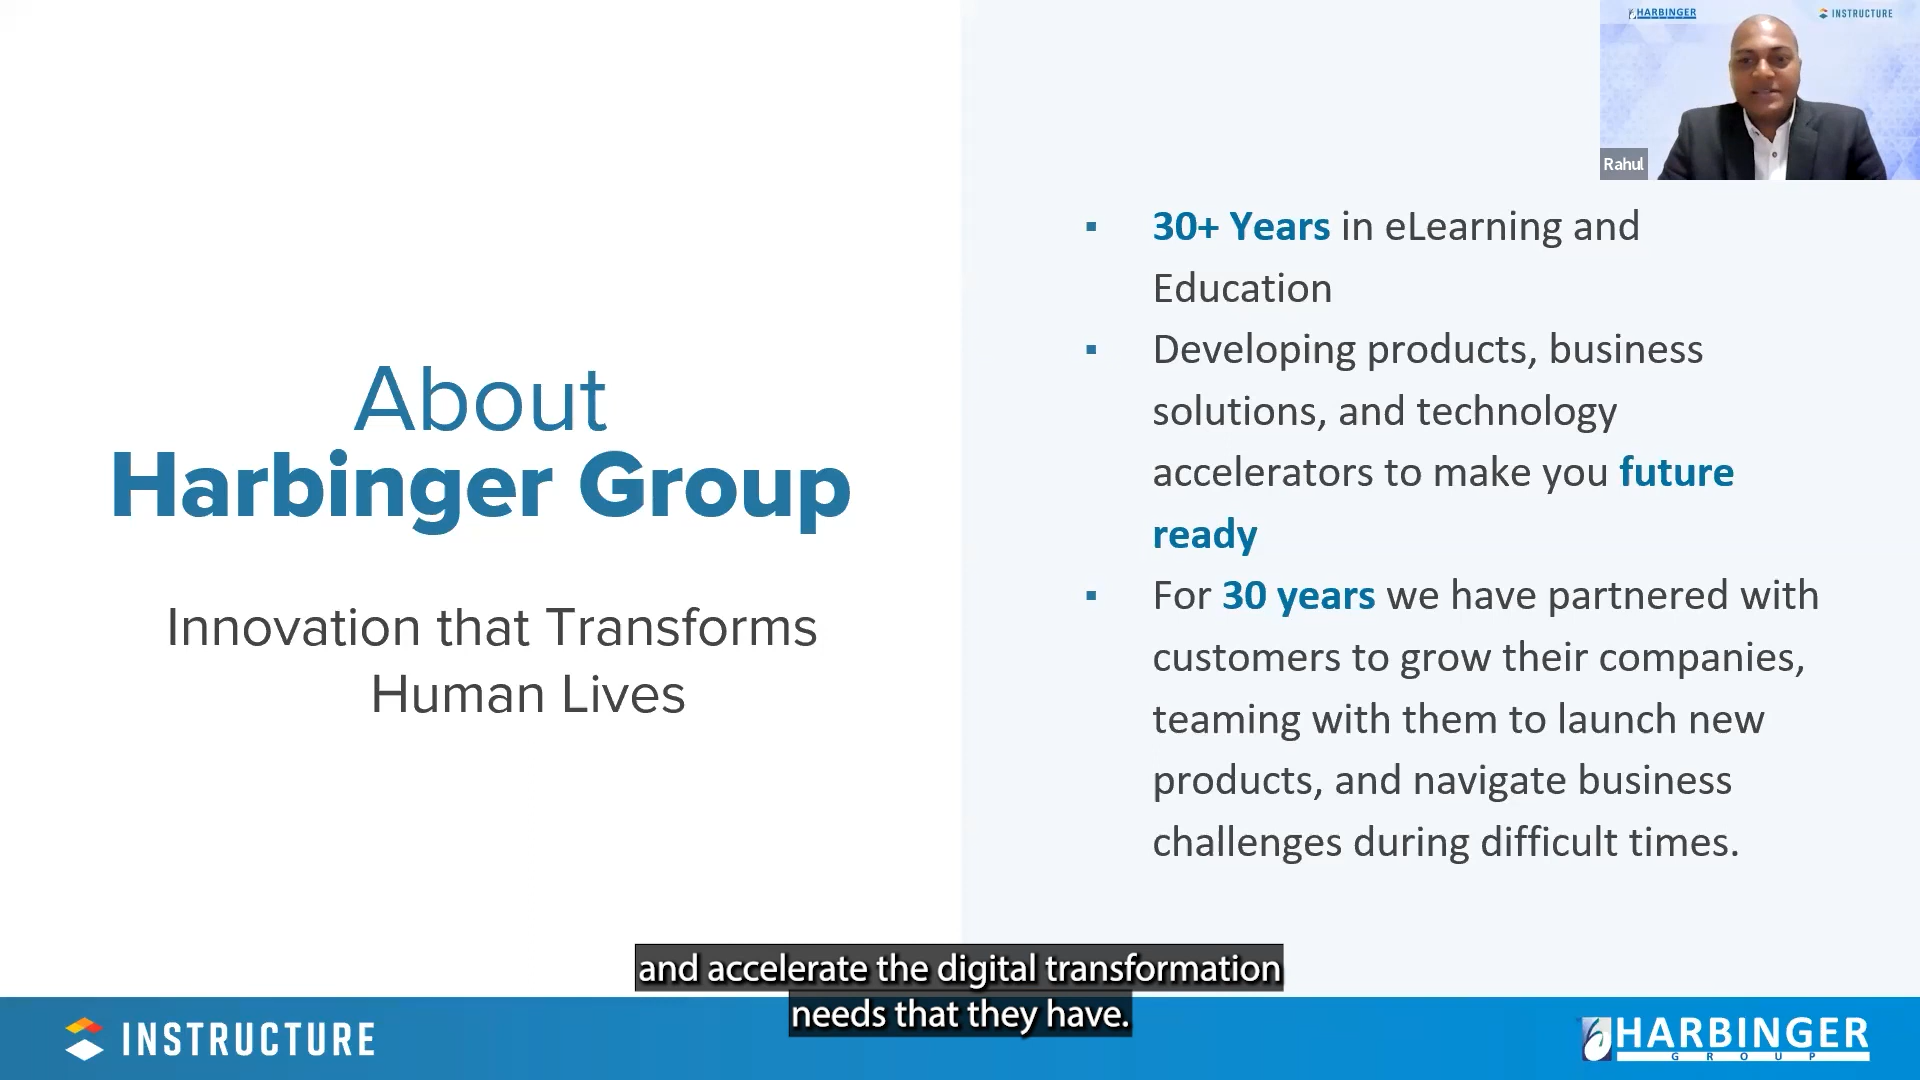 HARBINGER
INSTRUCTURE
Rahul
About
Harbinger Group
Innovation that Transforms
Human Lives
▪ 30+ Years in eLearning and
Education
▪ Developing products, business
solutions, and technology
accelerators to make you future
ready
▪ For 30 years we have partnered with
customers to grow their companies,
teaming with them to launch new
products, and navigate business
challenges during difficult times.
and accelerate the digital transformation
needs that they have.
INSTRUCTURE
HARBINGER
GROUP